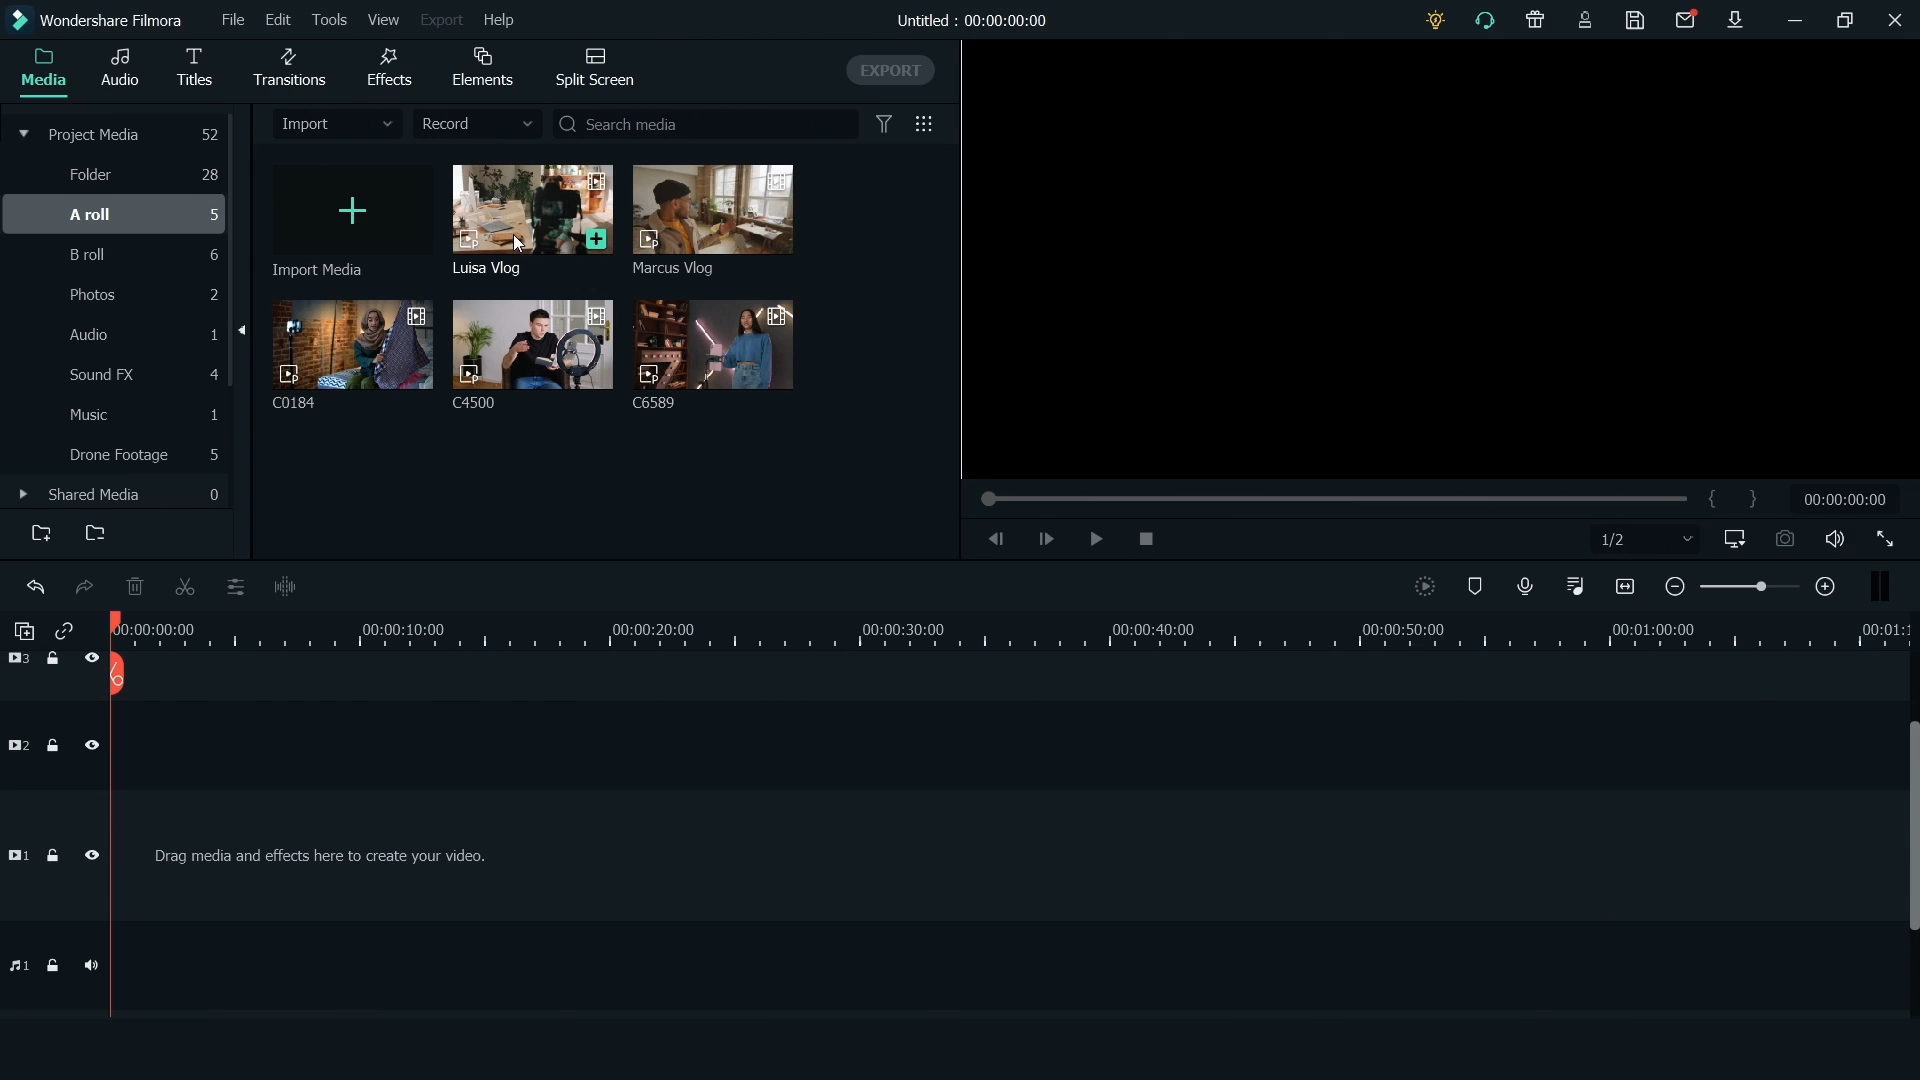 Wondershare Filmora File Edit Tools View Export Help Untitled : 00:00:00:00
Media Audio Titles Transitions Effects Elements Split Screen EXPORT
Import Record Search media
Project Media 52
Folder 28
A roll 5
B roll 6
Photos 2
Audio 1
Sound FX 4
Music 1
Drone Footage 5
Shared Media 0
Import Media Luisa Vlog Marcus Vlog
C0184 C4500 C6589
{ } 00:00:00:00
1/2
00:00:00:00 00:00:10:00 00:00:20:00 00:00:30:00 00:00:40:00 00:00:50:00 00:01:00:00 00:01:1
3
2
1 Drag media and effects here to create your video.
1